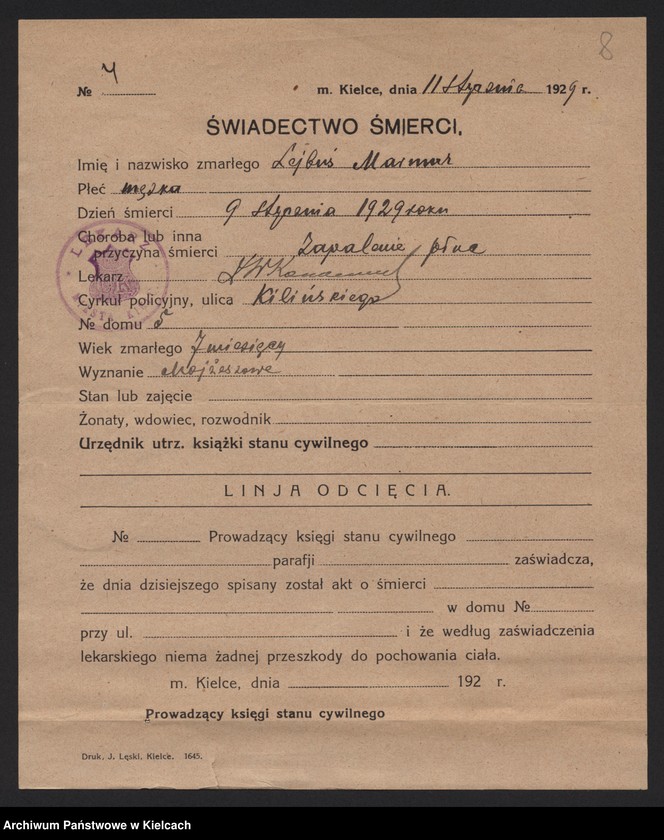 8
№ 4 m. Kielce, dnia 11 Stycznia 1929 r.
ŚWIADECTWO ŚMIERCI.
Imię i nazwisko zmarłego Lejbuś
Płeć męzka
Dzień śmierci 9 Stycznia 1929 roku
Choroba lub inna
przyczyna śmierci Zapalenie płuc
Lekarz
LEKARZ
Cyrkuł policyjny, ulica Kilińskiego
№ domu 5
Wiek zmarłego 7 miesięcy
Wyznanie Mojżeszowe
Stan lub zajęcie
Żonaty, wdowiec, rozwodnik
Urzędnik utrz. książki stanu cywilnego
LINJA ODCIĘCIA.
№ Prowadzący księgi stanu cywilnego
parafji zaświadcza,
że dnia dzisiejszego spisany został akt o śmierci
w domu №
przy ul. i że według zaświadczenia
lekarskiego niema żadnej przeszkody do pochowania ciała.
m. Kielce, dnia 192 r.
Prowadzący księgi stanu cywilnego
Druk. J. Łęski, Kielce. 1645.
Archiwum Państwowe w Kielcach